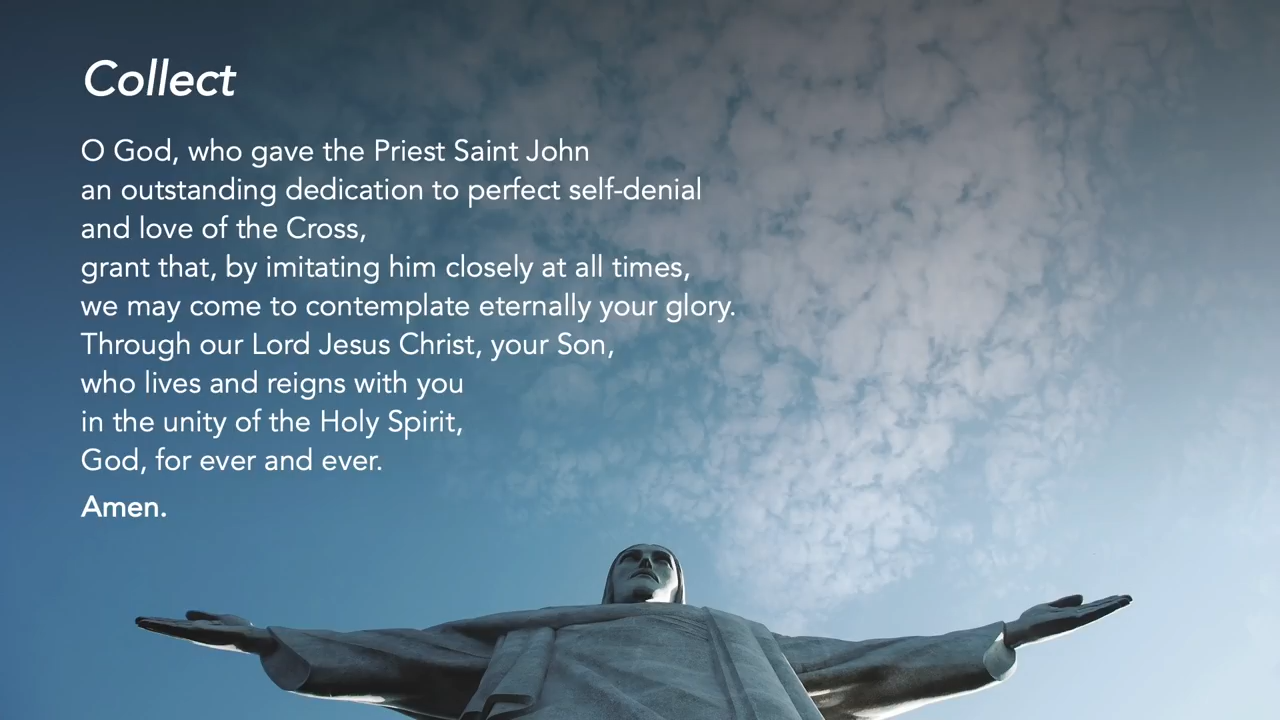 Collect
O God, who gave the Priest Saint John
an outstanding dedication to perfect self-denial
and love of the Cross,
grant that, by imitating him closely at all times,
we may come to contemplate eternally your glory.
Through our Lord Jesus Christ, your Son,
who lives and reigns with you
in the unity of the Holy Spirit,
God, for ever and ever.
Amen.